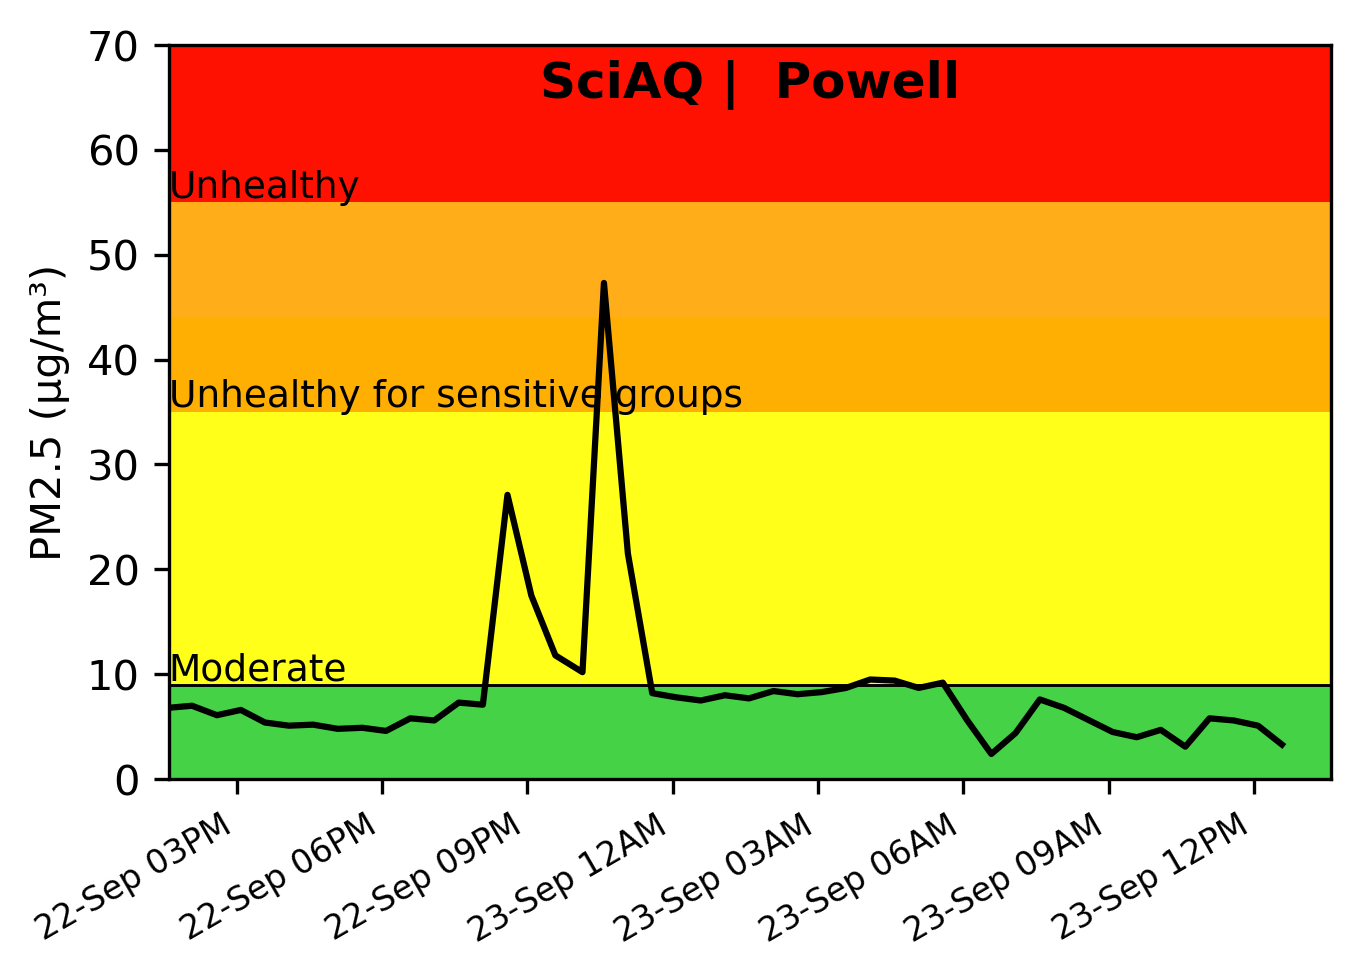 SciAQ |  Powell
PM2.5 (µg/m³)
70
60
50
40
30
20
10
0
Unhealthy
Unhealthy for sensitive groups
Moderate
22-Sep 03PM
22-Sep 06PM
22-Sep 09PM
23-Sep 12AM
23-Sep 03AM
23-Sep 06AM
23-Sep 09AM
23-Sep 12PM